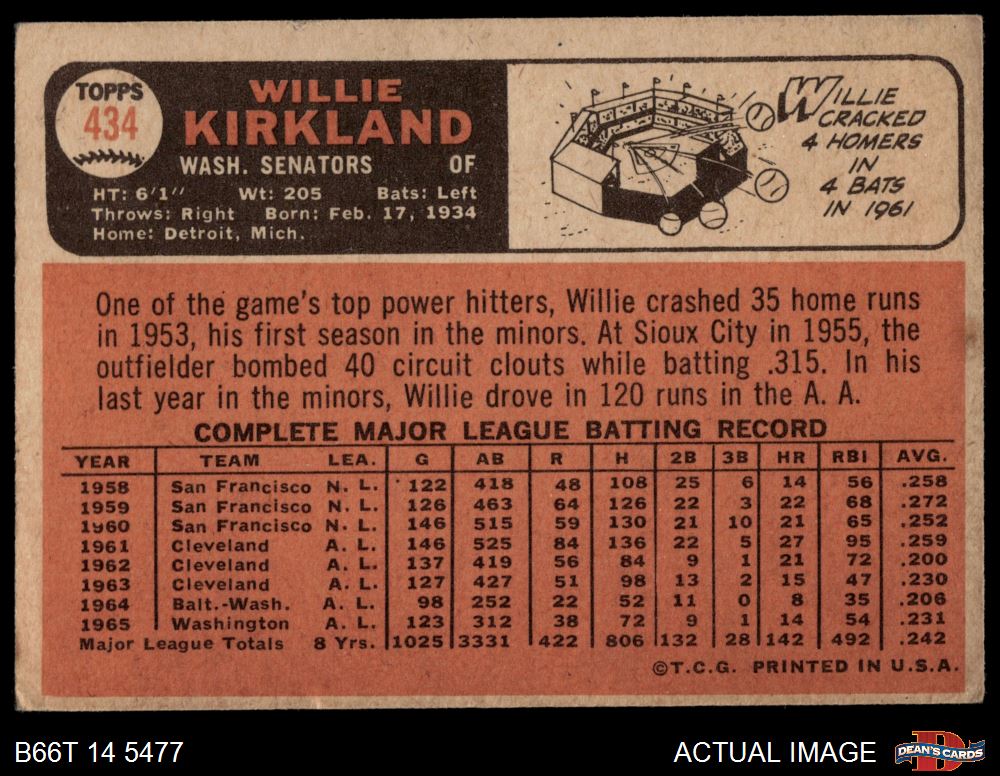 TOPPS
434
WILLIE
KIRKLAND
WASH. SENATORS OF
HT: 6'1" Wt: 205 Bats: Left
Throws: Right Born: Feb. 17, 1934
Home: Detroit, Mich.
WILLIE
CRACKED
4 HOMERS
IN
4 BATS
IN 1961
One of the game's top power hitters, Willie crashed 35 home runs
in 1953, his first season in the minors. At Sioux City in 1955, the
outfielder bombed 40 circuit clouts while batting .315. In his
last year in the minors, Willie drove in 120 runs in the A. A.
COMPLETE MAJOR LEAGUE BATTING RECORD
YEAR TEAM LEA. G AB R H 2B 3B HR RBI AVG.
1958 San Francisco N. L. 122 418 48 108 25 6 14 56 .258
1959 San Francisco N. L. 126 463 64 126 22 3 22 68 .272
1960 San Francisco N. L. 146 515 59 130 21 10 21 65 .252
1961 Cleveland A. L. 146 525 84 136 22 5 27 95 .259
1962 Cleveland A. L. 137 419 56 84 9 1 21 72 .200
1963 Cleveland A. L. 127 427 51 98 13 2 15 47 .230
1964 Balt.-Wash. A. L. 98 252 22 52 11 0 8 35 .206
1965 Washington A. L. 123 312 38 72 9 1 14 54 .231
Major League Totals 8 Yrs. 1025 3331 422 806 132 28 142 492 .242
©T.C.G. PRINTED IN U.S.A.
B66T 14 5477 ACTUAL IMAGE DEAN'S CARDS